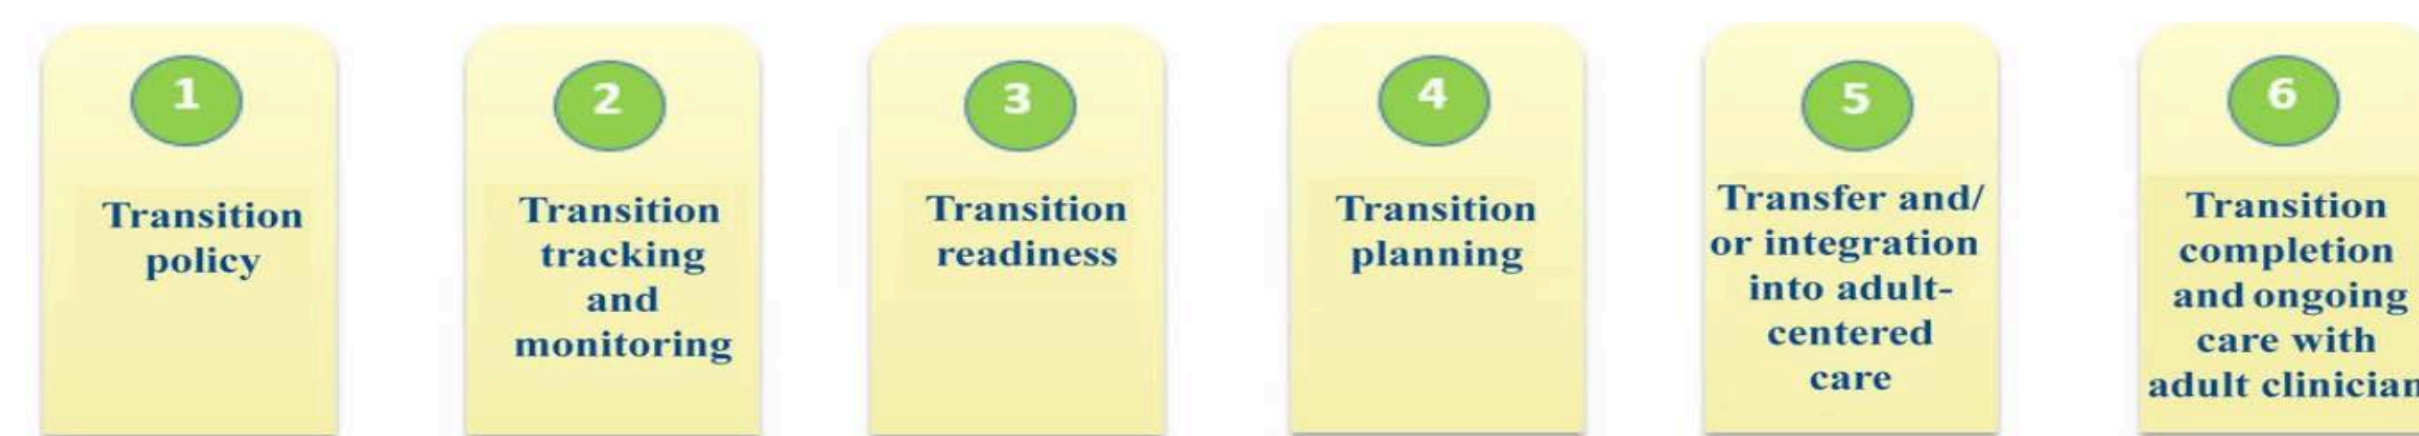 1
Transition
policy
2
Transition
tracking
and
monitoring
3
Transition
readiness
4
Transition
planning
5
Transfer and/
or integration
into adult-
centered
care
6
Transition
completion
and ongoing
care with
adult clinician